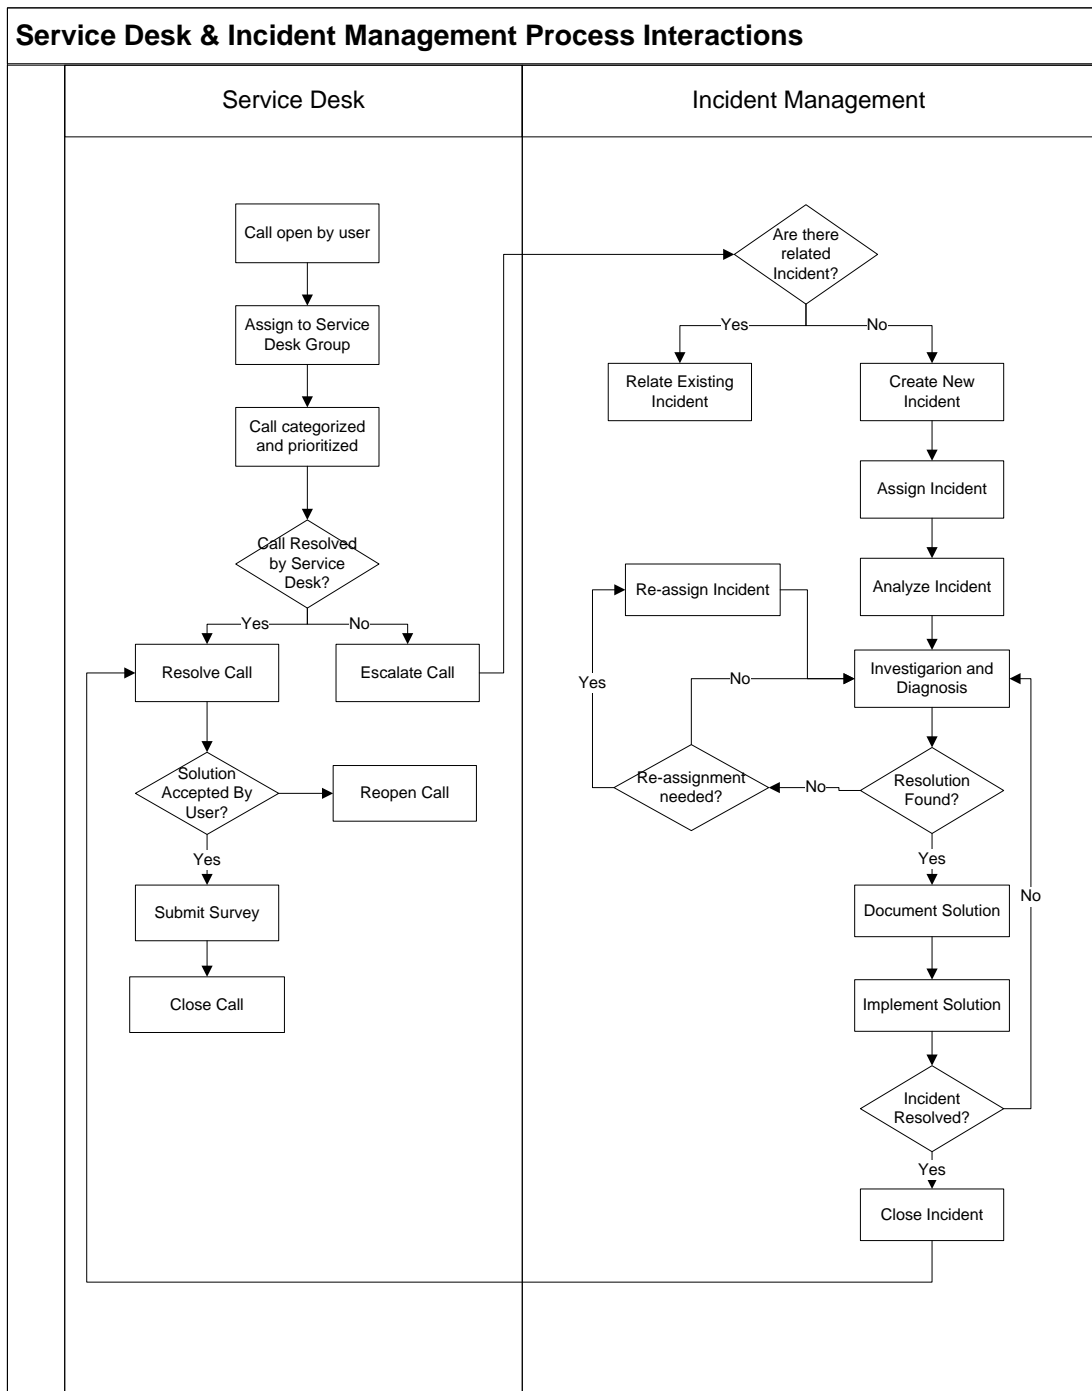 Service Desk & Incident Management Process Interactions
Service Desk
Incident Management
Call open by user
Assign to Service
Desk Group
Call categorized
and prioritized
Call Resolved
by Service
Desk?
Yes
No
Resolve Call
Escalate Call
Solution
Accepted By
User?
Reopen Call
Yes
Submit Survey
Close Call
Are there
related
Incident?
Yes
No
Relate Existing
Incident
Create New
Incident
Assign Incident
Re-assign Incident
Analyze Incident
Yes
No
Investigarion and
Diagnosis
Re-assignment
needed?
No
Resolution
Found?
Yes
Document Solution
No
Implement Solution
Incident
Resolved?
Yes
Close Incident